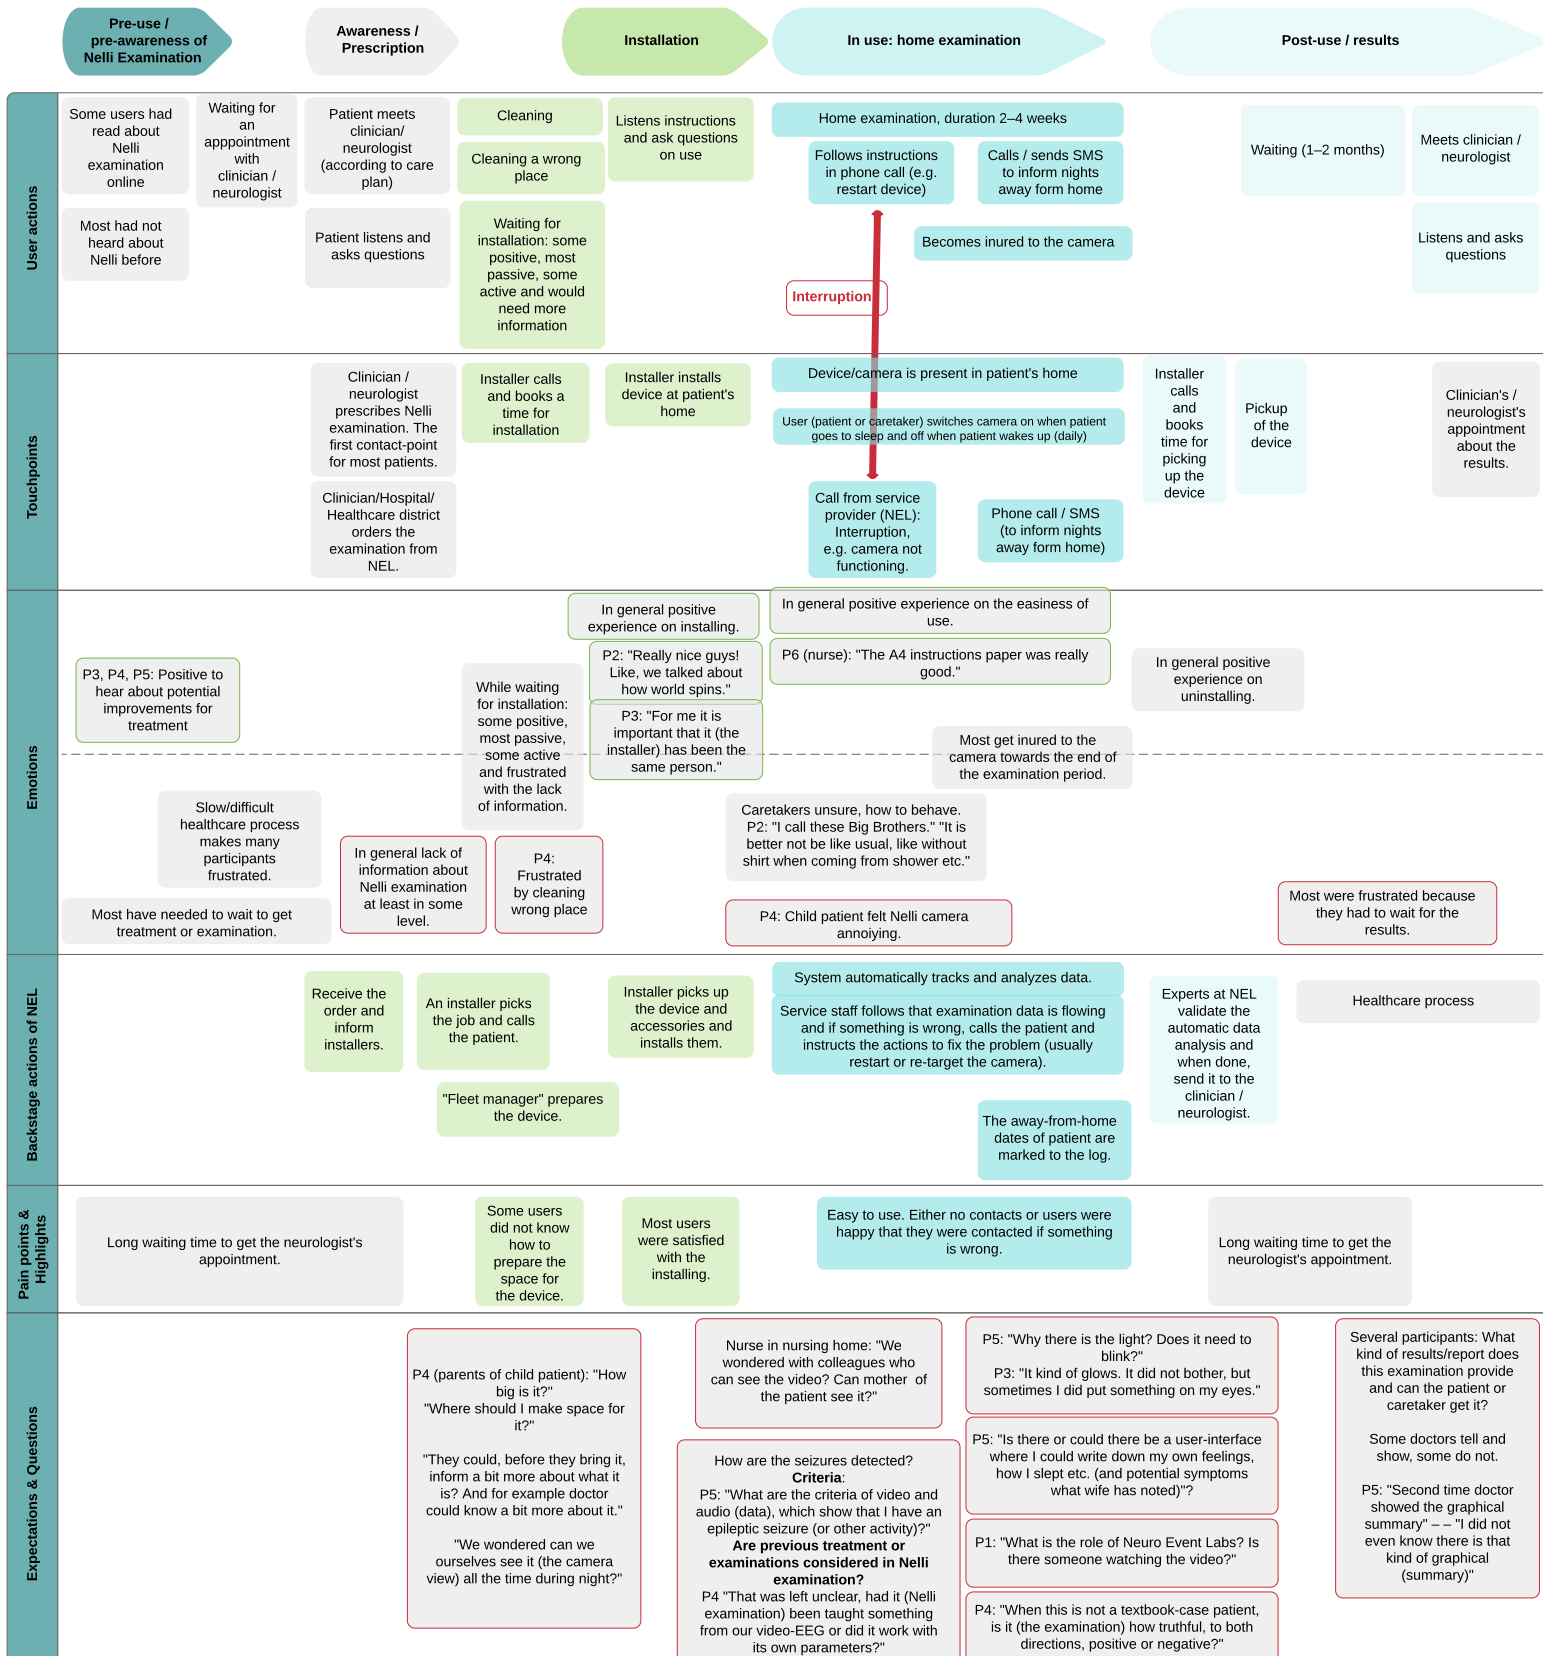 Pre-use /
pre-awareness of
Nelli Examination
Awareness /
Prescription
Installation
In use: home examination
Post-use / results
User actions
Some users had
read about
Nelli
examination
online
Waiting for
an
apppointment
with
clinician /
neurologist
Most had not
heard about
Nelli before
Patient meets
clinician/
neurologist
(according to care
plan)
Patient listens and
asks questions
Cleaning
Cleaning a wrong
place
Waiting for
installation: some
positive, most
passive, some
active and would
need more
information
Listens instructions
and ask questions
on use
Home examination, duration 2–4 weeks
Follows instructions
in phone call (e.g.
restart device)
Calls / sends SMS
to inform nights
away form home
Becomes inured to the camera
Interruption
Waiting (1–2 months)
Meets clinician /
neurologist
Listens and asks
questions
Touchpoints
Clinician /
neurologist
prescribes Nelli
examination. The
first contact-point
for most patients.
Clinician/Hospital/
Healthcare district
orders the
examination from
NEL.
Installer calls
and books a
time for
installation
Installer installs
device at patient's
home
Device/camera is present in patient's home
User (patient or caretaker) switches camera on when patient
goes to sleep and off when patient wakes up (daily)
Call from service
provider (NEL):
Interruption,
e.g. camera not
functioning.
Phone call / SMS
(to inform nights
away form home)
Installer
calls
and
books
time for
picking
up the
device
Pickup
of the
device
Clinician's /
neurologist's
appointment
about the
results.
Emotions
P3, P4, P5: Positive to
hear about potential
improvements for
treatment
Slow/difficult
healthcare process
makes many
participants
frustrated.
Most have needed to wait to get
treatment or examination.
In general lack of
information about
Nelli examination
at least in some
level.
While waiting
for installation:
some positive,
most passive,
some active
and frustrated
with the lack
of information.
P4:
Frustrated
by cleaning
wrong place
In general positive
experience on installing.
P2: "Really nice guys!
Like, we talked about
how world spins."
P3: "For me it is
important that it (the
installer) has been the
same person."
In general positive experience on the easiness of
use.
P6 (nurse): "The A4 instructions paper was really
good."
Most get inured to the
camera towards the end of
the examination period.
Caretakers unsure, how to behave.
P2: "I call these Big Brothers." "It is
better not be like usual, like without
shirt when coming from shower etc."
P4: Child patient felt Nelli camera
annoiying.
In general positive
experience on
uninstalling.
Most were frustrated because
they had to wait for the
results.
Backstage actions of NEL
Receive the
order and
inform
installers.
An installer picks
the job and calls
the patient.
"Fleet manager" prepares
the device.
Installer picks up
the device and
accessories and
installs them.
System automatically tracks and analyzes data.
Service staff follows that examination data is flowing
and if something is wrong, calls the patient and
instructs the actions to fix the problem (usually
restart or re-target the camera).
The away-from-home
dates of patient are
marked to the log.
Experts at NEL
validate the
automatic data
analysis and
when done,
send it to the
clinician /
neurologist.
Healthcare process
Pain points &
Highlights
Long waiting time to get the neurologist's
appointment.
Some users
did not know
how to
prepare the
space for
the device.
Most users
were satisfied
with the
installing.
Easy to use. Either no contacts or users were
happy that they were contacted if something
is wrong.
Long waiting time to get the
neurologist's appointment.
Expectations & Questions
P4 (parents of child patient): "How
big is it?"
"Where should I make space for
it?"
"They could, before they bring it,
inform a bit more about what it
is? And for example doctor
could know a bit more about it."
"We wondered can we
ourselves see it (the camera
view) all the time during night?"
Nurse in nursing home: "We
wondered with colleagues who
can see the video? Can mother of
the patient see it?"
How are the seizures detected?
Criteria:
P5: "What are the criteria of video and
audio (data), which show that I have an
epileptic seizure (or other activity)?"
Are previous treatment or
examinations considered in Nelli
examination?
P4 "That was left unclear, had it (Nelli
examination) been taught something
from our video-EEG or did it work with
its own parameters?"
P5: "Why there is the light? Does it need to
blink?"
P3: "It kind of glows. It did not bother, but
sometimes I did put something on my eyes."
P5: "Is there or could there be a user-interface
where I could write down my own feelings,
how I slept etc. (and potential symptoms
what wife has noted)"?
P1: "What is the role of Neuro Event Labs? Is
there someone watching the video?"
P4: "When this is not a textbook-case patient,
is it (the examination) how truthful, to both
directions, positive or negative?"
Several participants: What
kind of results/report does
this examination provide
and can the patient or
caretaker get it?
Some doctors tell and
show, some do not.
P5: "Second time doctor
showed the graphical
summary" – – "I did not
even know there is that
kind of graphical
(summary)"